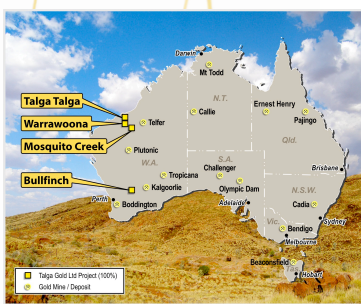 Darwin
Mt Todd
Talga Talga
N.T.
Warrawoona
Telfer
Callie
Ernest Henry
Pajingo
Mosquito Creek
Qld.
Plutonic
W.A.
S.A.
Tropicana
Challenger
Brisbane
Bullfinch
Kalgoorlie
Olympic Dam
N.S.W.
Perth
Boddington
Adelaide
Cadia
Sydney
Vic.
Bendigo
Melbourne
Beaconsfield
Tas.
Hobart
Talga Gold Ltd Project (100%)
Gold Mine / Deposit